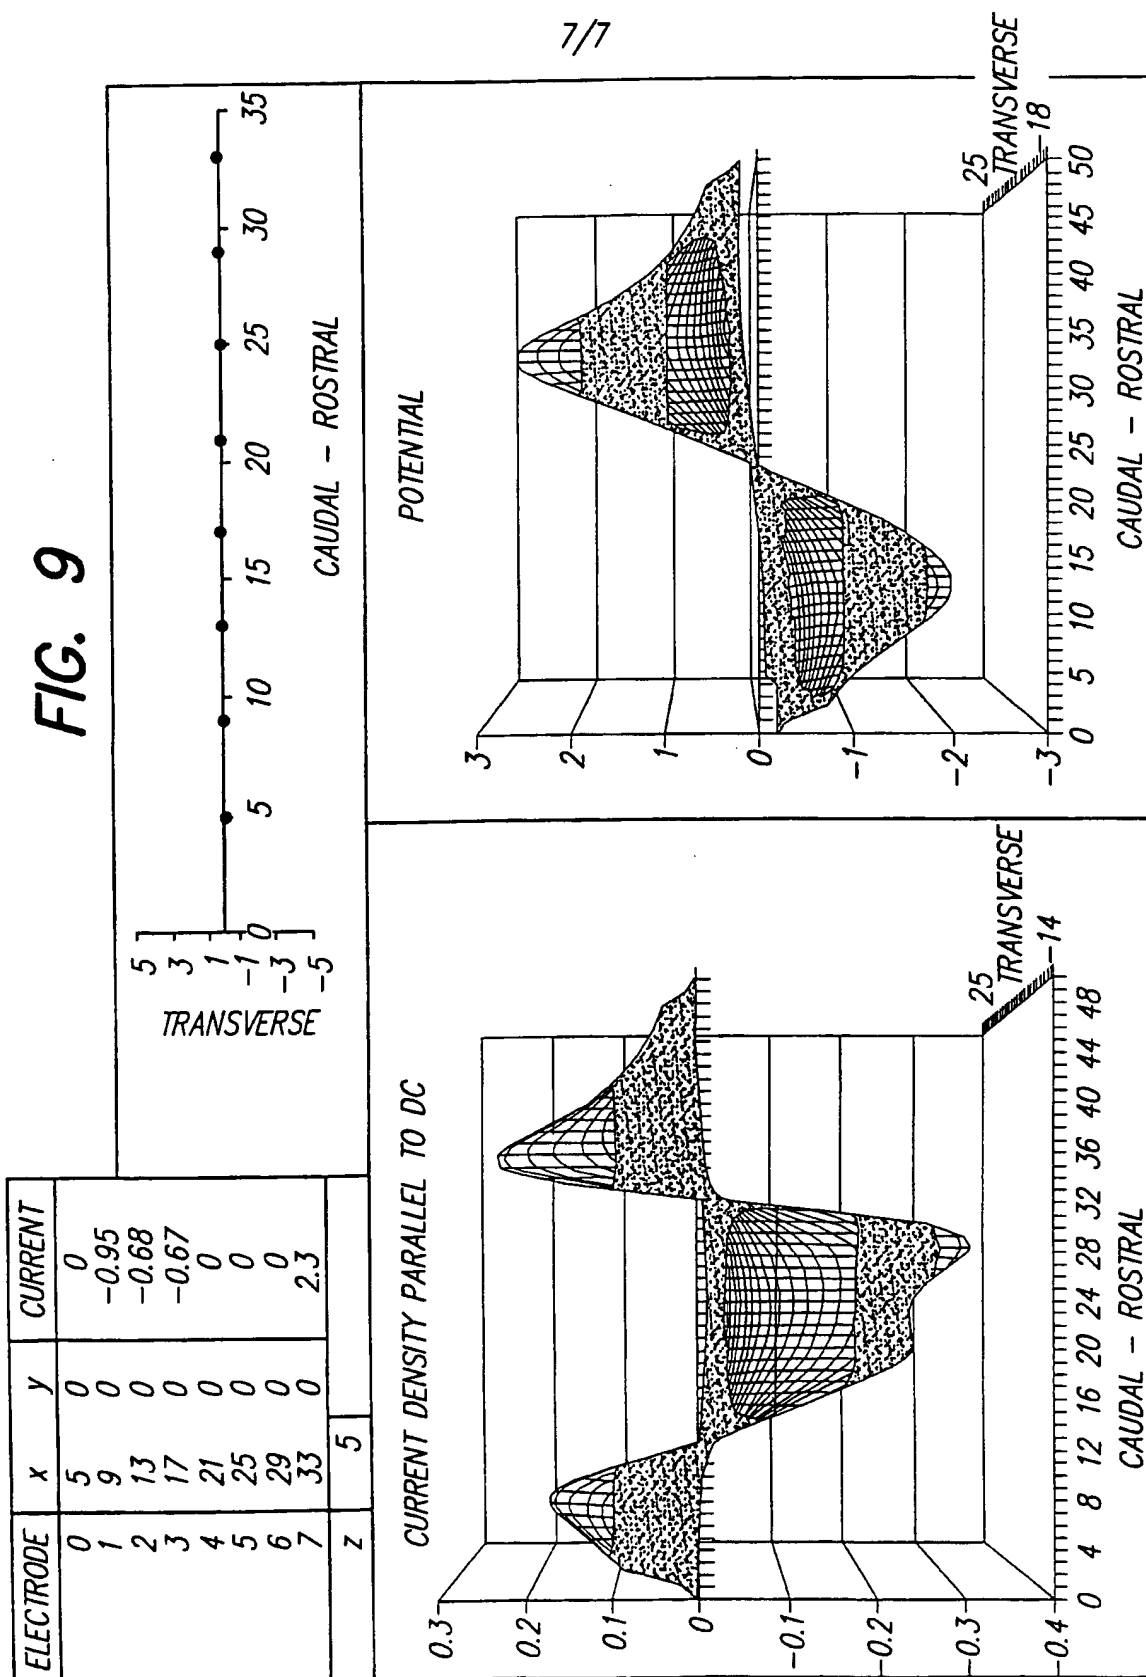 7/7
FIG. 9
ELECTRODE x y CURRENT
0 5 0 0
1 9 0 -0.95
2 13 0 -0.68
3 17 0 -0.67
4 21 0 0
5 25 0 0
6 29 0 0
7 33 0 2.3
z 5
TRANSVERSE
5
3
1
-1
-3
-5
0 5 10 15 20 25 30 35
CAUDAL - ROSTRAL
CURRENT DENSITY PARALLEL TO DC
0.3
0.2
0.1
0
-0.1
-0.2
-0.3
-0.4
0 4 8 12 16 20 24 28 32 36 40 44 48
CAUDAL - ROSTRAL
25
TRANSVERSE
-14
POTENTIAL
3
2
1
0
-1
-2
-3
0 5 10 15 20 25 30 35 40 45 50
CAUDAL - ROSTRAL
25
TRANSVERSE
-18